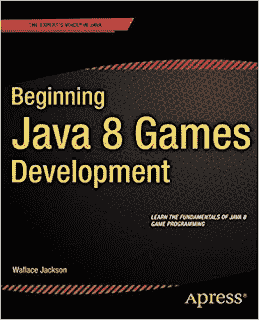 THE EXPERT'S VOICE® IN JAVA
Beginning
Java 8 Games
Development
LEARN THE FUNDAMENTALS OF JAVA 8
GAME PROGRAMMING
Wallace Jackson
Apress®